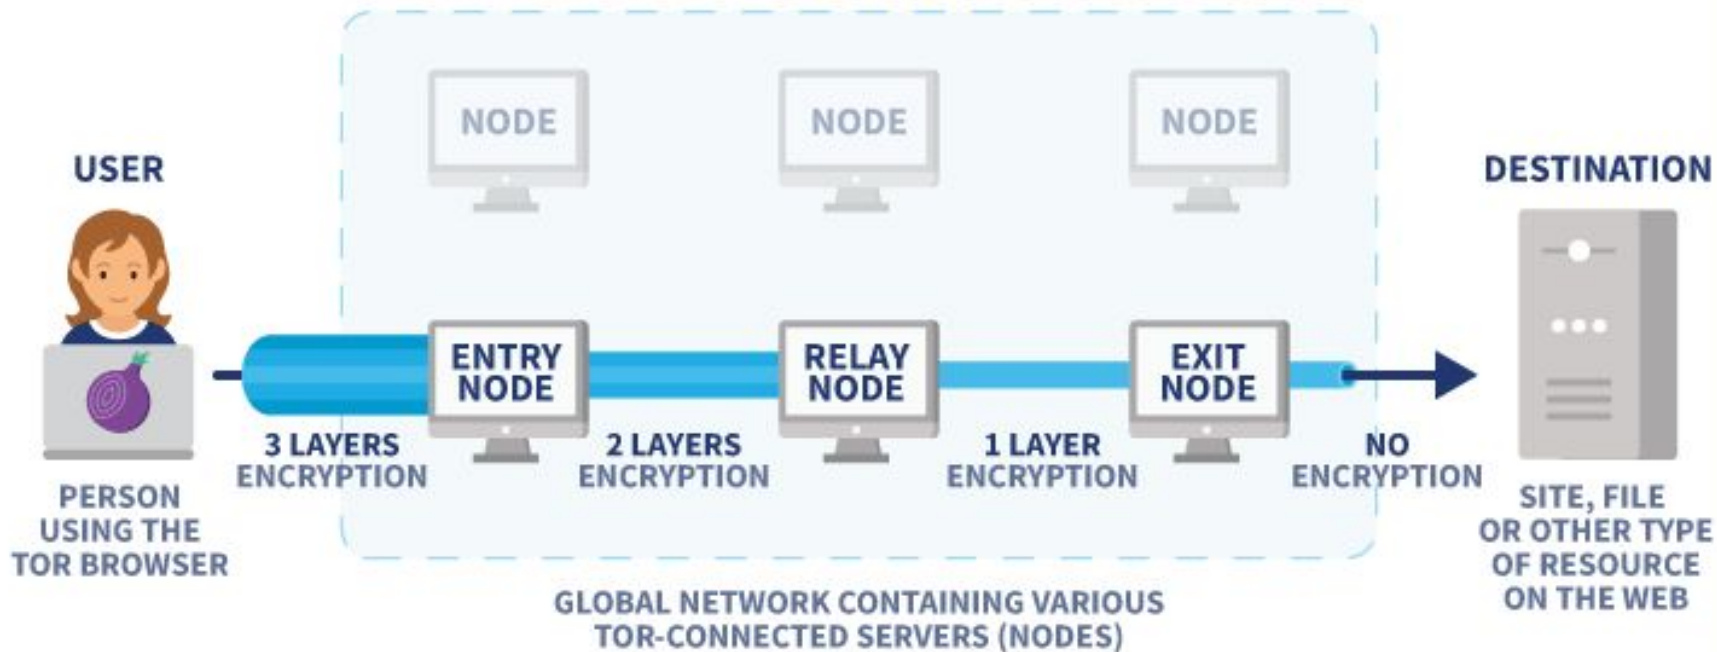 NODE
NODE
NODE
USER
DESTINATION
ENTRY
NODE
RELAY
NODE
EXIT
NODE
3 LAYERS
ENCRYPTION
2 LAYERS
ENCRYPTION
1 LAYER
ENCRYPTION
NO
ENCRYPTION
PERSON
USING THE
TOR BROWSER
SITE, FILE
OR OTHER TYPE
OF RESOURCE
ON THE WEB
GLOBAL NETWORK CONTAINING VARIOUS
TOR-CONNECTED SERVERS (NODES)